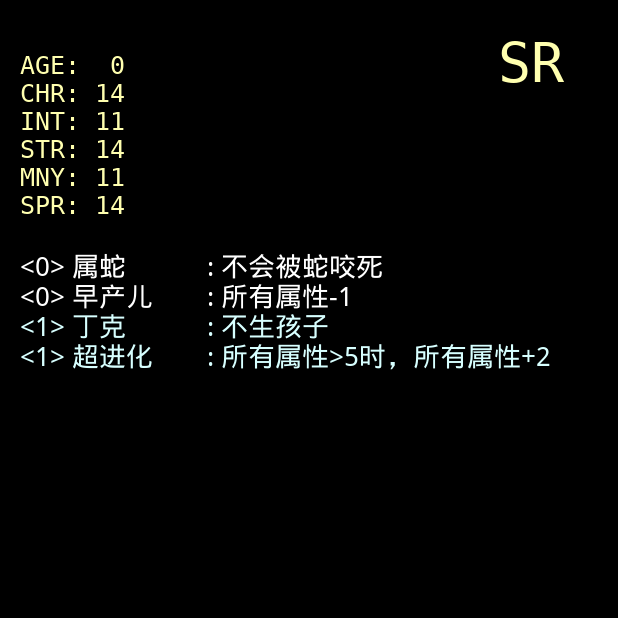 SR
AGE: 0
CHR: 14
INT: 11
STR: 14
MNY: 11
SPR: 14
<0> 属蛇 : 不会被蛇咬死
<0> 早产儿 : 所有属性-1
<1> 丁克 : 不生孩子
<1> 超进化 : 所有属性>5时，所有属性+2